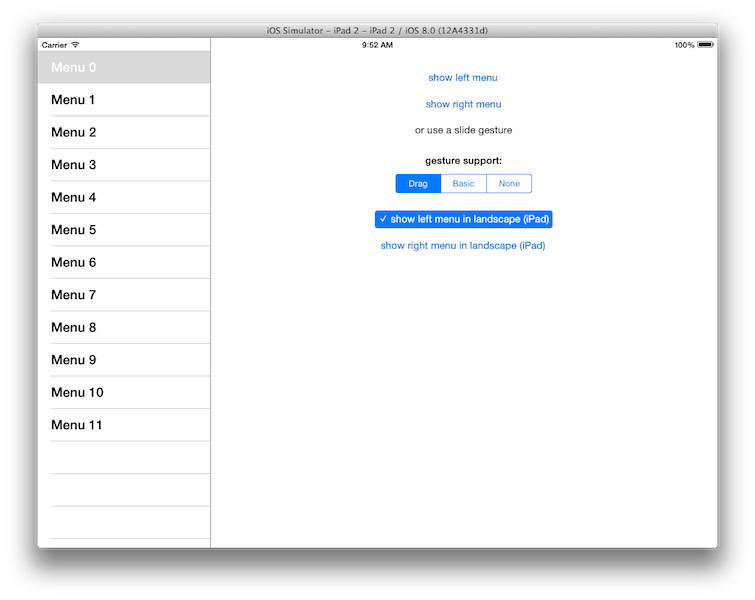 iOS Simulator – iPad 2 – iPad 2 / iOS 8.0 (12A4331d)
Carrier 9:52 AM 100%
Menu 0
Menu 1
Menu 2
Menu 3
Menu 4
Menu 5
Menu 6
Menu 7
Menu 8
Menu 9
Menu 10
Menu 11
show left menu
show right menu
or use a slide gesture
gesture support:
Drag Basic None
✓ show left menu in landscape (iPad)
show right menu in landscape (iPad)